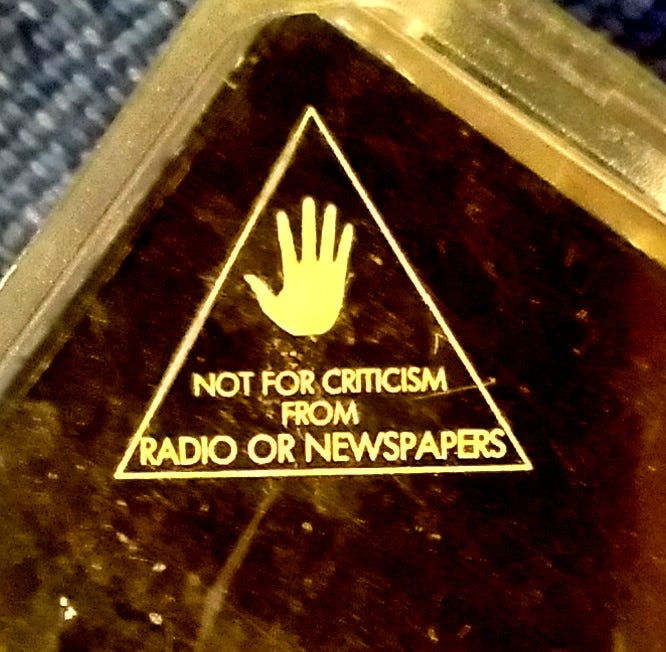 NOT FOR CRITICISM
FROM
RADIO OR NEWSPAPERS